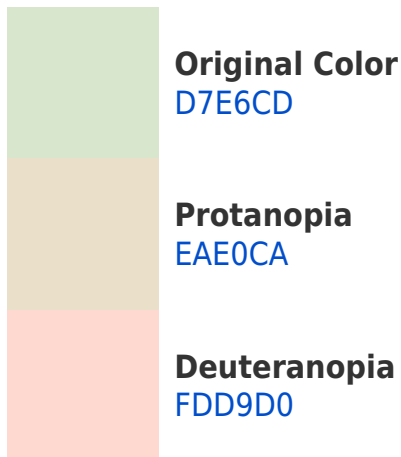 Original Color
D7E6CD
Protanopia
EAE0CA
Deuteranopia
FDD9D0